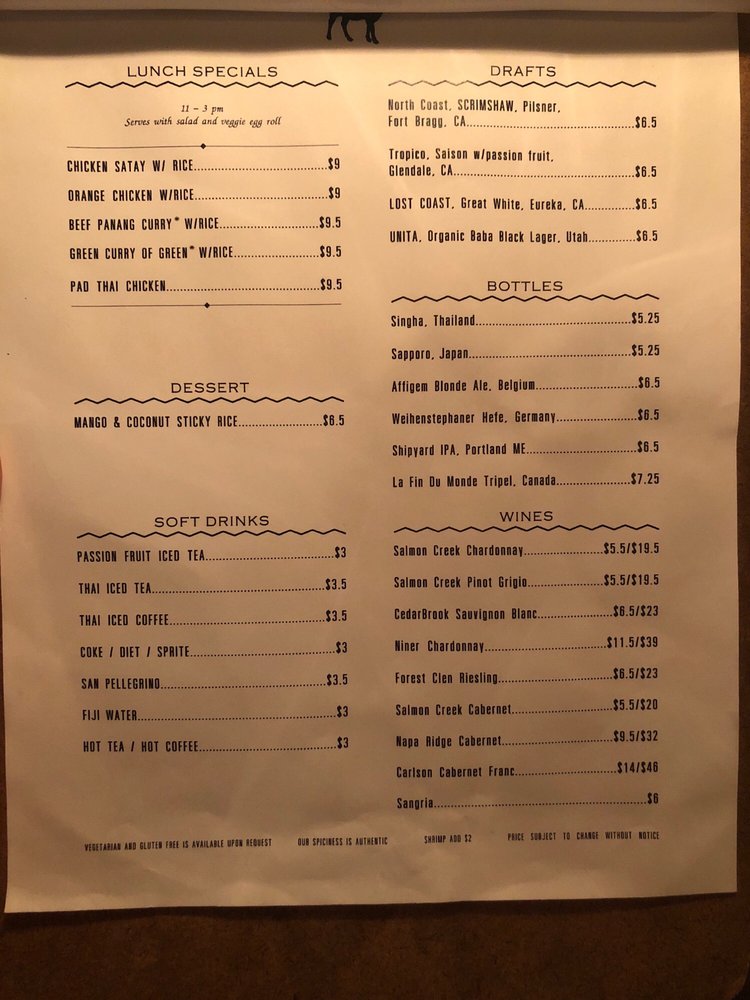 LUNCH SPECIALS
11 – 3 pm
Serves with salad and veggie egg roll
CHICKEN SATAY W/ RICE....................................$9
ORANGE CHICKEN W/RICE....................................$9
BEEF PANANG CURRY* W/RICE...........................$9.5
GREEN CURRY OF GREEN* W/RICE.......................$9.5
PAD THAI CHICKEN..........................................$9.5
DESSERT
MANGO & COCONUT STICKY RICE.......................$6.5
SOFT DRINKS
PASSION FRUIT ICED TEA...................................$3
THAI ICED TEA................................................$3.5
THAI ICED COFFEE...........................................$3.5
COKE / DIET / SPRITE.......................................$3
SAN PELLEGRINO.............................................$3.5
FIJI WATER.....................................................$3
HOT TEA / HOT COFFEE.....................................$3
DRAFTS
North Coast, SCRIMSHAW, Pilsner,
Fort Bragg, CA................................................$6.5
Tropico, Saison w/passion fruit,
Glendale, CA...................................................$6.5
LOST COAST, Great White, Eureka, CA.............$6.5
UNITA, Organic Baba Black Lager, Utah............$6.5
BOTTLES
Singha, Thailand............................................$5.25
Sapporo, Japan..............................................$5.25
Affigem Blonde Ale, Belgium..........................$6.5
Weihenstephaner Hefe, Germany.....................$6.5
Shipyard IPA, Portland ME.............................$6.5
La Fin Du Monde Tripel, Canada.....................$7.25
WINES
Salmon Creek Chardonnay......................$5.5/$19.5
Salmon Creek Pinot Grigio.....................$5.5/$19.5
CedarBrook Sauvignon Blanc....................$6.5/$23
Niner Chardonnay..................................$11.5/$39
Forest Clen Riesling...............................$6.5/$23
Salmon Creek Cabernet...........................$5.5/$20
Napa Ridge Cabernet..............................$9.5/$32
Carlson Cabernet Franc...........................$14/$46
Sangria..........................................................$6
VEGETARIAN AND GLUTEN FREE IS AVAILABLE UPON REQUEST OUR SPICINESS IS AUTHENTIC SHRIMP ADD $2 PRICE SUBJECT TO CHANGE WITHOUT NOTICE